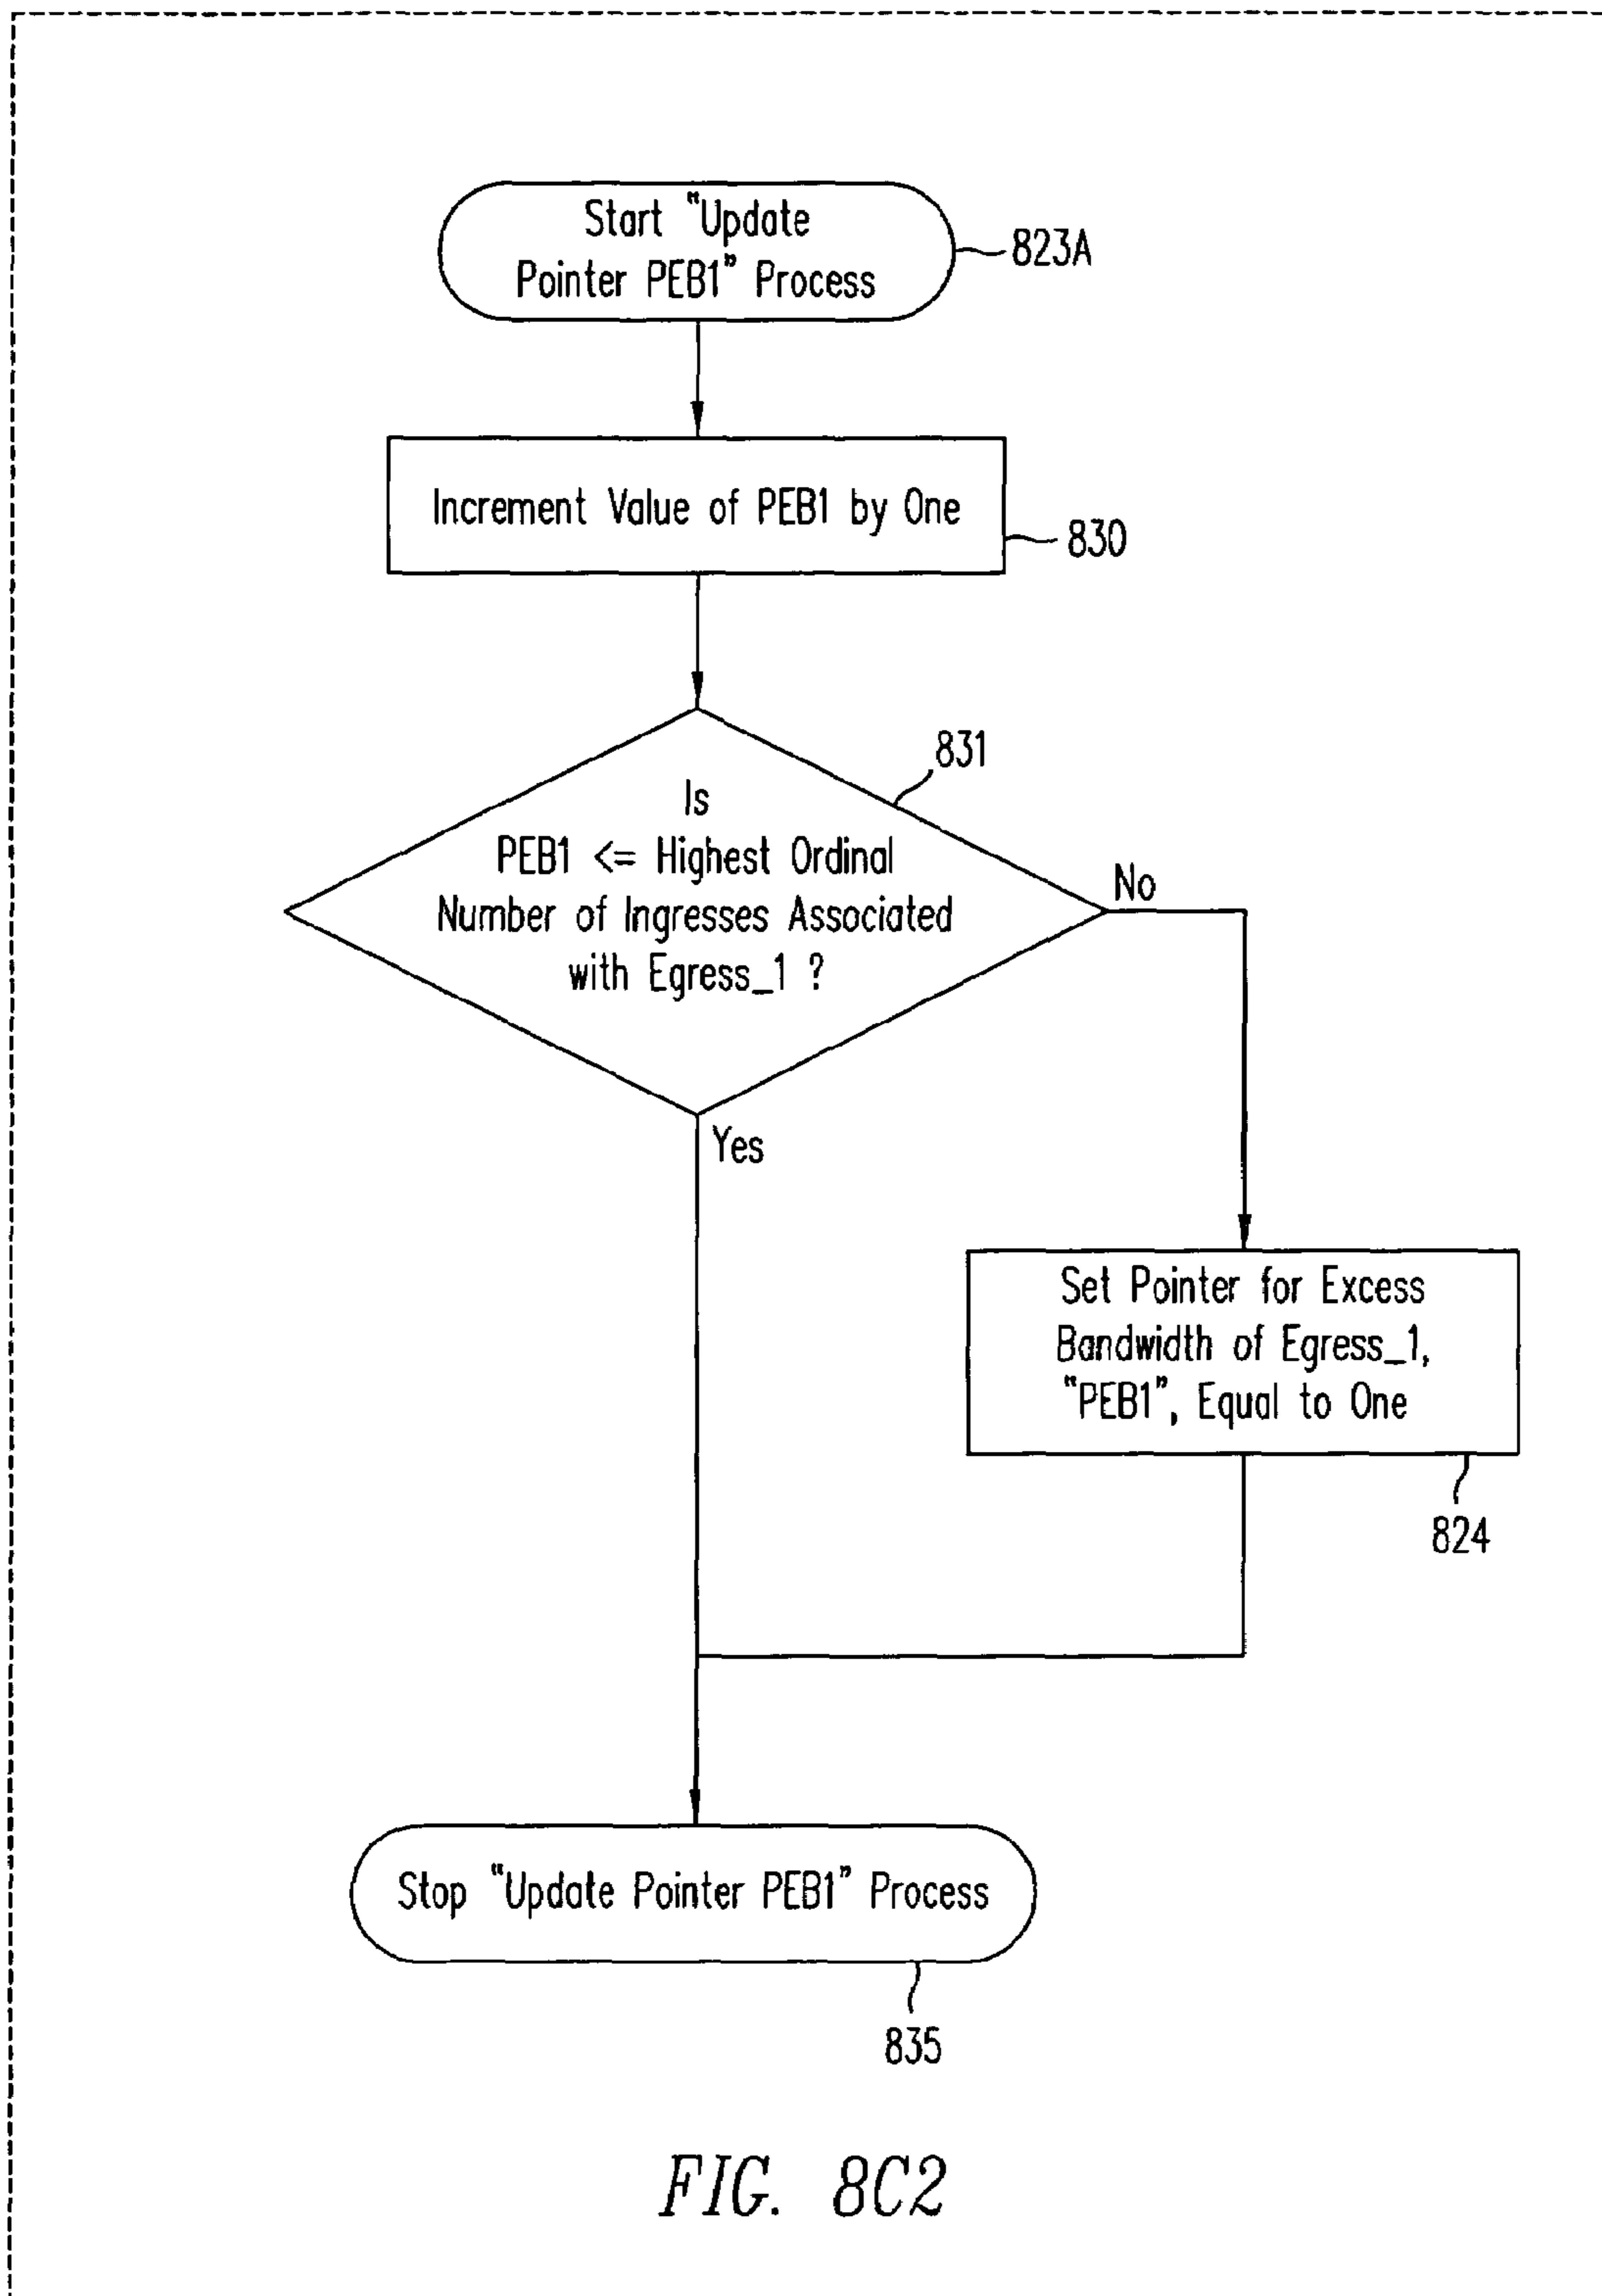 Start "Update
Pointer PEB1" Process
823A
Increment Value of PEB1 by One
830
831
Is
PEB1 <= Highest Ordinal
Number of Ingresses Associated
with Egress_1 ?
No
Yes
Set Pointer for Excess
Bandwidth of Egress_1,
"PEB1", Equal to One
824
Stop "Update Pointer PEB1" Process
835
FIG. 8C2